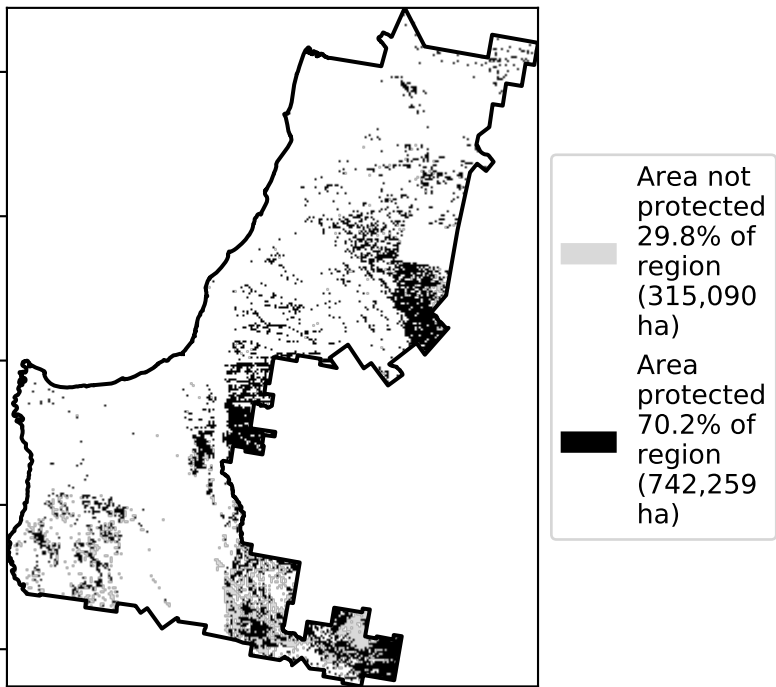 Area not
protected
29.8% of
region
(315,090
ha)
Area
protected
70.2% of
region
(742,259
ha)